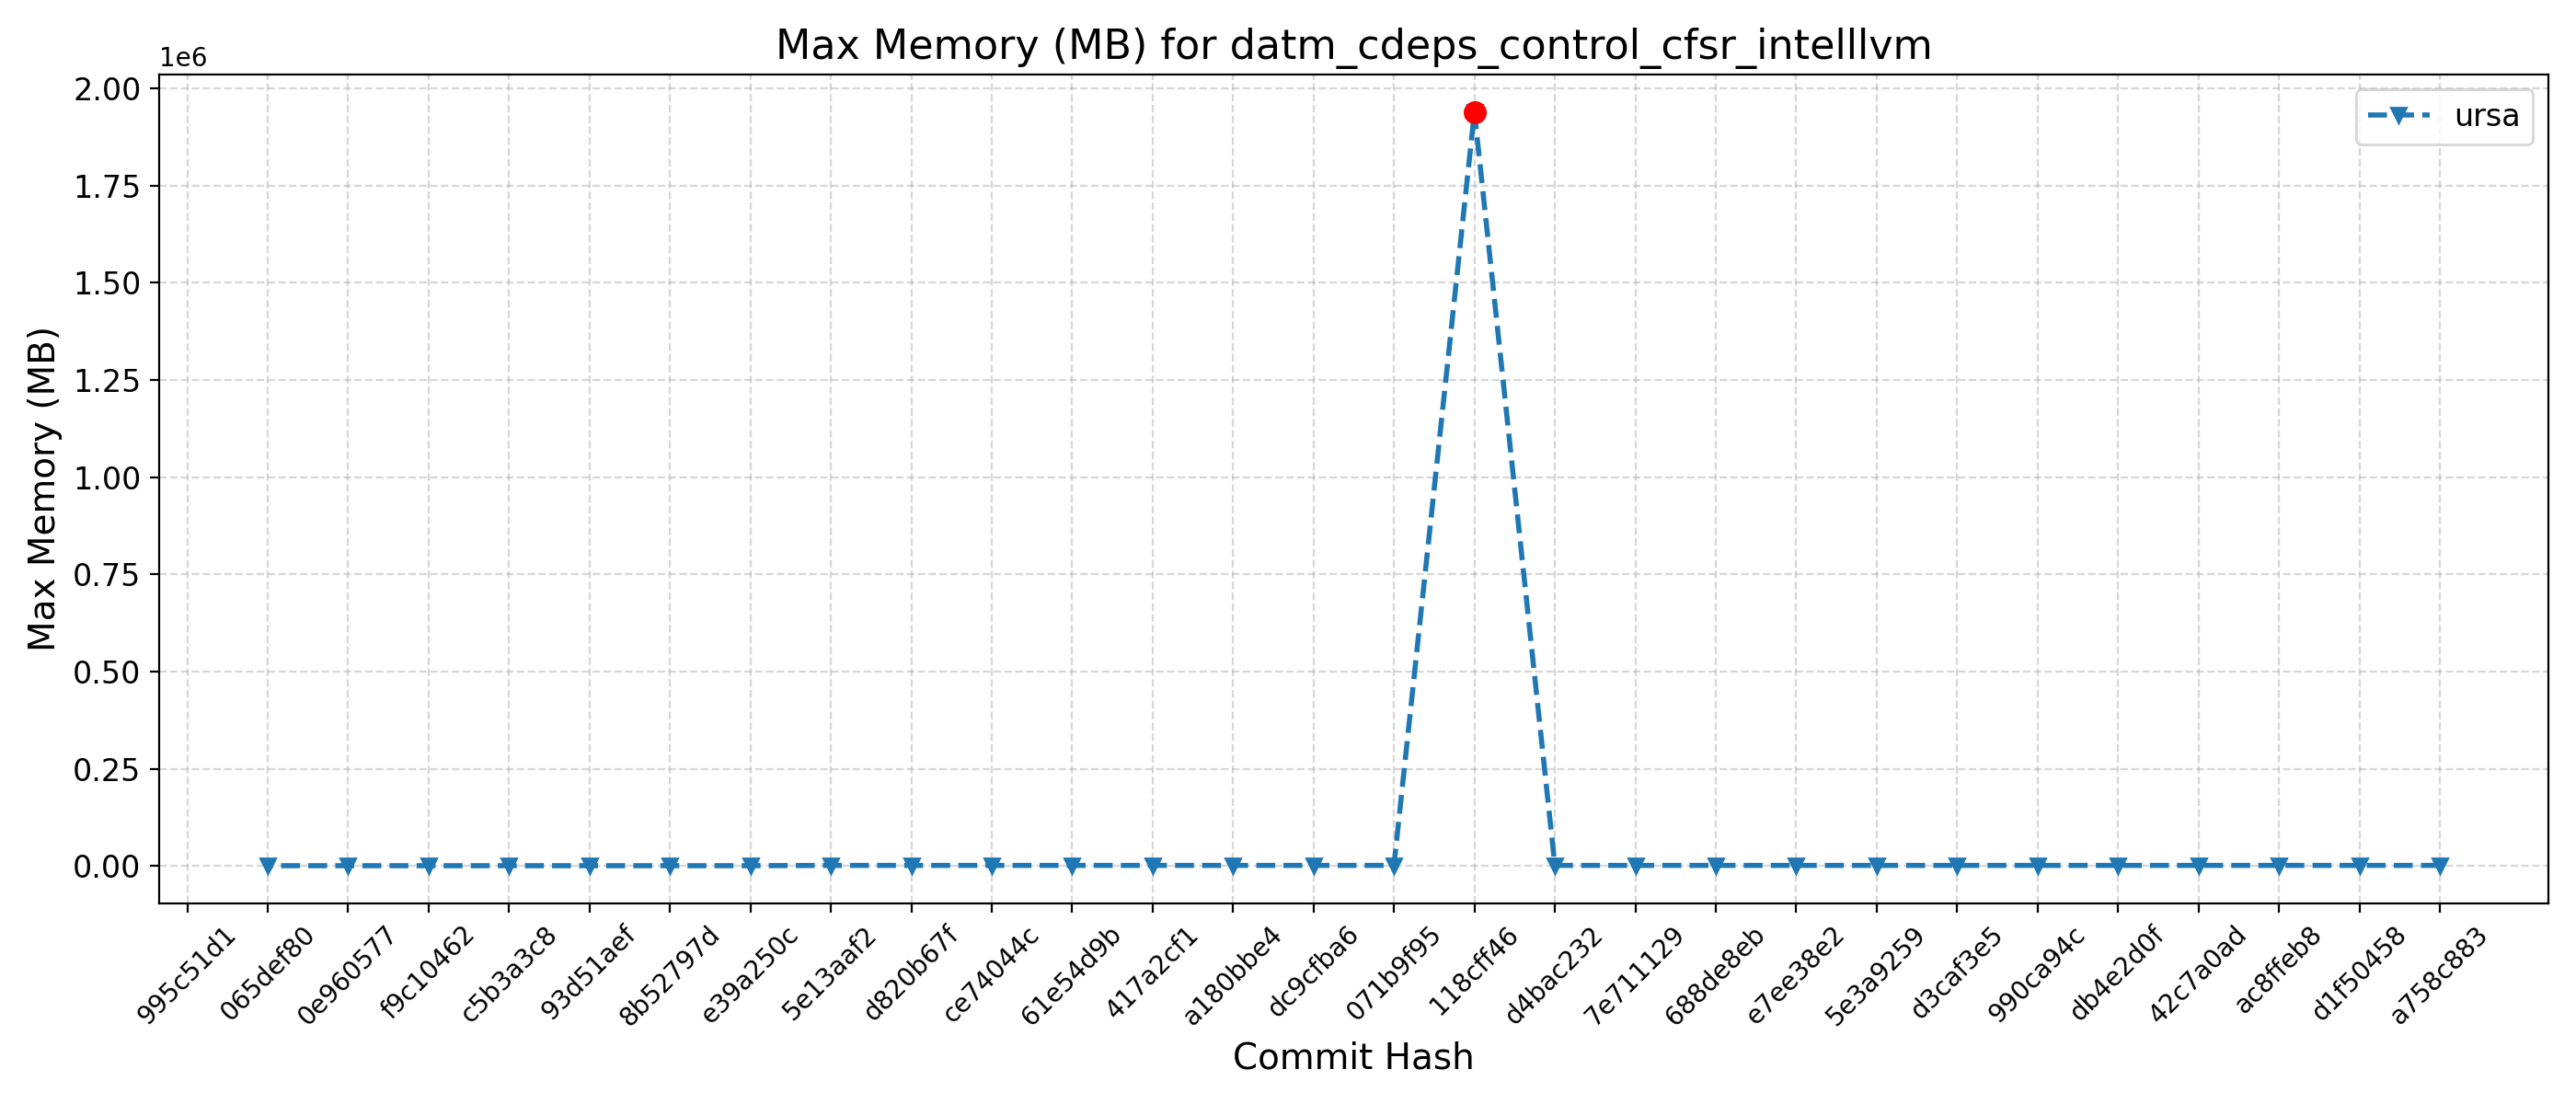 Max Memory (MB) for datm_cdeps_control_cfsr_intelllvm
1e6
2.00
1.75
1.50
1.25
1.00
0.75
0.50
0.25
0.00
Max Memory (MB)
ursa
995c51d1
065def80
0e960577
f9c10462
c5b3a3c8
93d51aef
8b52797d
e39a250c
5e13aaf2
d820b67f
ce74044c
61e54d9b
417a2cf1
a180bbe4
dc9cfba6
071b9f95
118cff46
d4bac232
7e711129
688de8eb
e7ee38e2
5e3a9259
d3caf3e5
990ca94c
db4e2d0f
42c7a0ad
ac8ffeb8
d1f50458
a758c883
Commit Hash